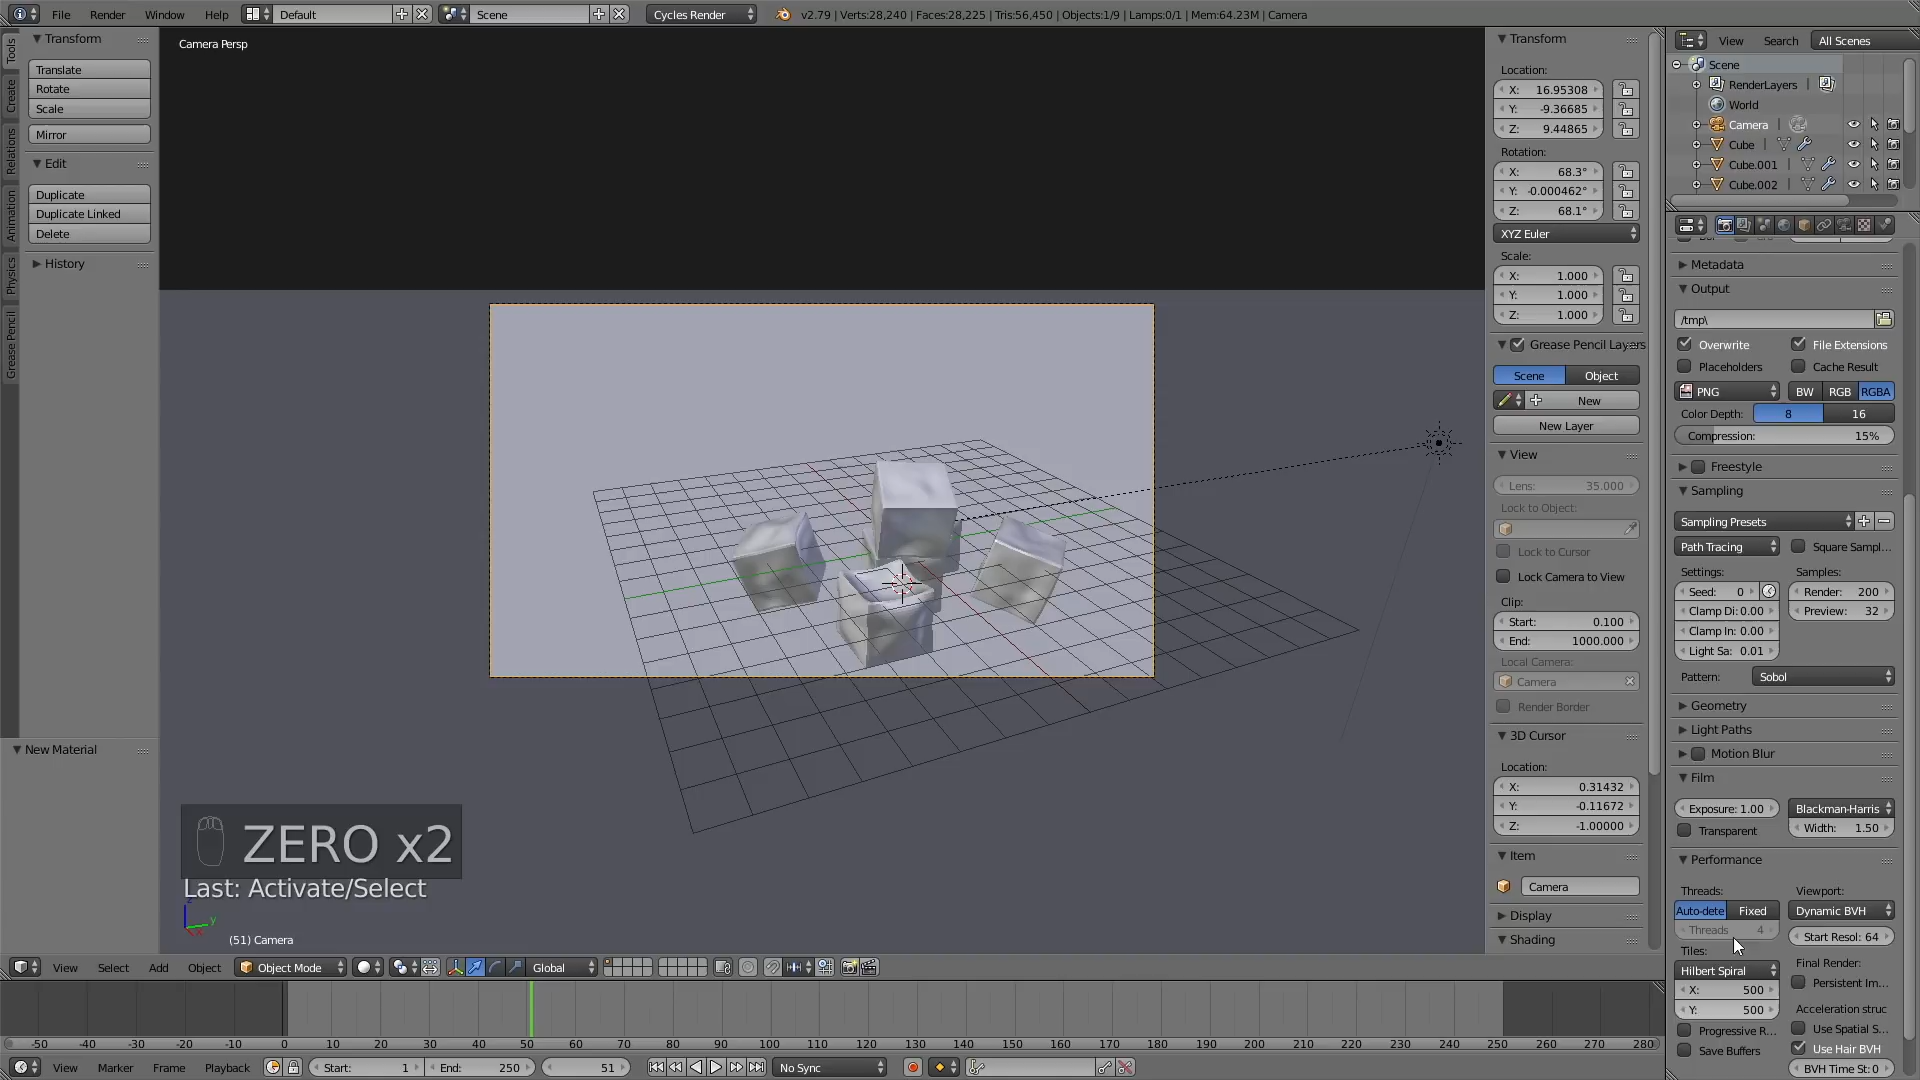 File Render Window Help Default Scene Cycles Render v2.79 | Verts:28,240 | Faces:28,225 | Tris:56,450 | Objects:1/9 | Lamps:0/1 | Mem:64.23M | Camera
Tools
Create
Relations
Animation
Physics
Grease Pencil
Transform
Translate
Rotate
Scale
Mirror
Edit
Duplicate
Duplicate Linked
Delete
History
New Material
Camera Persp
ZERO x2
Last: Activate/Select
z
y
x
(51) Camera
Transform
Location:
X: 16.95308
Y: -9.36685
Z: 9.44865
Rotation:
X: 68.3°
Y: -0.000462°
Z: 68.1°
XYZ Euler
Scale:
X: 1.000
Y: 1.000
Z: 1.000
Grease Pencil Layers
Scene Object
New
New Layer
View
Lens: 35.000
Lock to Object:
Lock to Cursor
Lock Camera to View
Clip:
Start: 0.100
End: 1000.000
Local Camera:
Camera
Render Border
3D Cursor
Location:
X: 0.31432
Y: -0.11672
Z: -1.00000
Item
Camera
Display
Shading
View Search All Scenes
Scene
RenderLayers |
World
Camera |
Cube |
Cube.001 |
Cube.002 |
Metadata
Output
/tmp\
Overwrite File Extensions
Placeholders Cache Result
PNG BW RGB RGBA
Color Depth: 8 16
Compression: 15%
Freestyle
Sampling
Sampling Presets
Path Tracing Square Sampl...
Settings: Samples:
Seed: 0 Render: 200
Clamp Di: 0.00 Preview: 32
Clamp In: 0.00
Light Sa: 0.01
Pattern: Sobol
Geometry
Light Paths
Motion Blur
Film
Exposure: 1.00 Blackman-Harris
Transparent Width: 1.50
Performance
Threads: Viewport:
Auto-dete Fixed Dynamic BVH
Threads 4 Start Resol: 64
Tiles: Final Render:
Hilbert Spiral Persistent Im...
X: 500
Y: 500 Acceleration struc
Progressive R... Use Spatial S...
Save Buffers Use Hair BVH
BVH Time St: 0
View Select Add Object Object Mode Global
-50 -40 -30 -20 -10 0 10 20 30 40 50 60 70 80 90 100 110 120 130 140 150 160 170 180 190 200 210 220 230 240 250 260 270 280
View Marker Frame Playback Start: 1 End: 250 51 No Sync